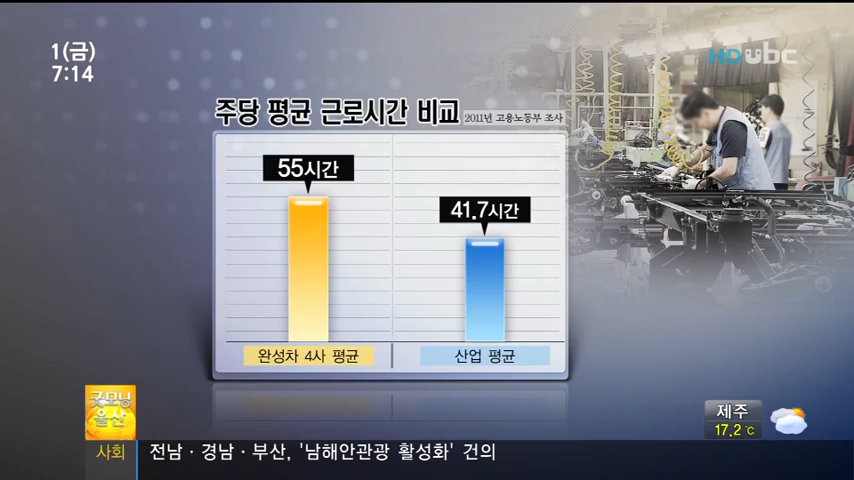 1(금)
7:14
HD ubc
주당 평균 근로시간 비교 2011년 고용노동부 조사
55시간
41.7시간
완성차 4사 평균
산업 평균
굿모닝
울산
제주
17.2℃
사회
전남·경남·부산, '남해안관광 활성화' 건의